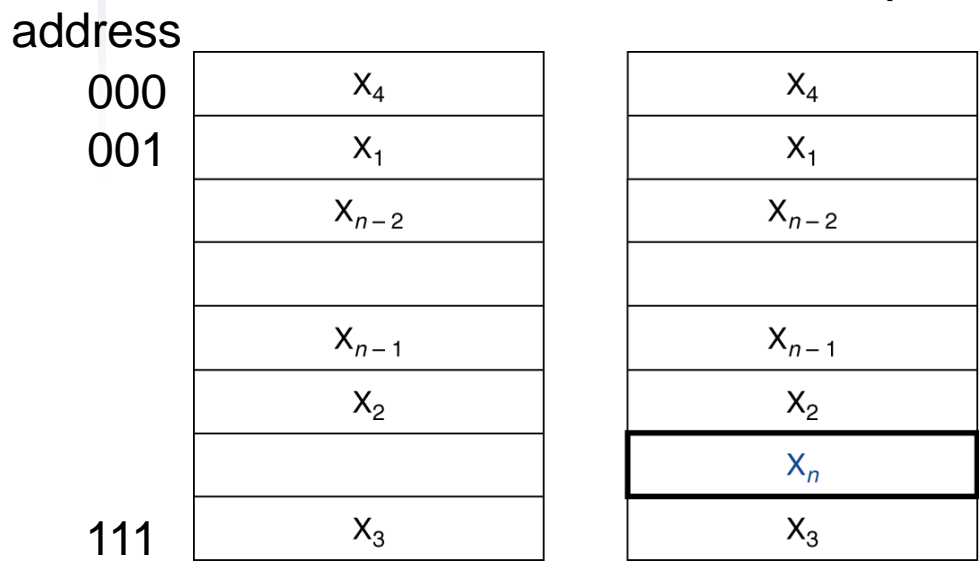 address
000 X₄ X₄
001 X₁ X₁
Xₙ₋₂ Xₙ₋₂
Xₙ₋₁ Xₙ₋₁
X₂ X₂
Xₙ
111 X₃ X₃